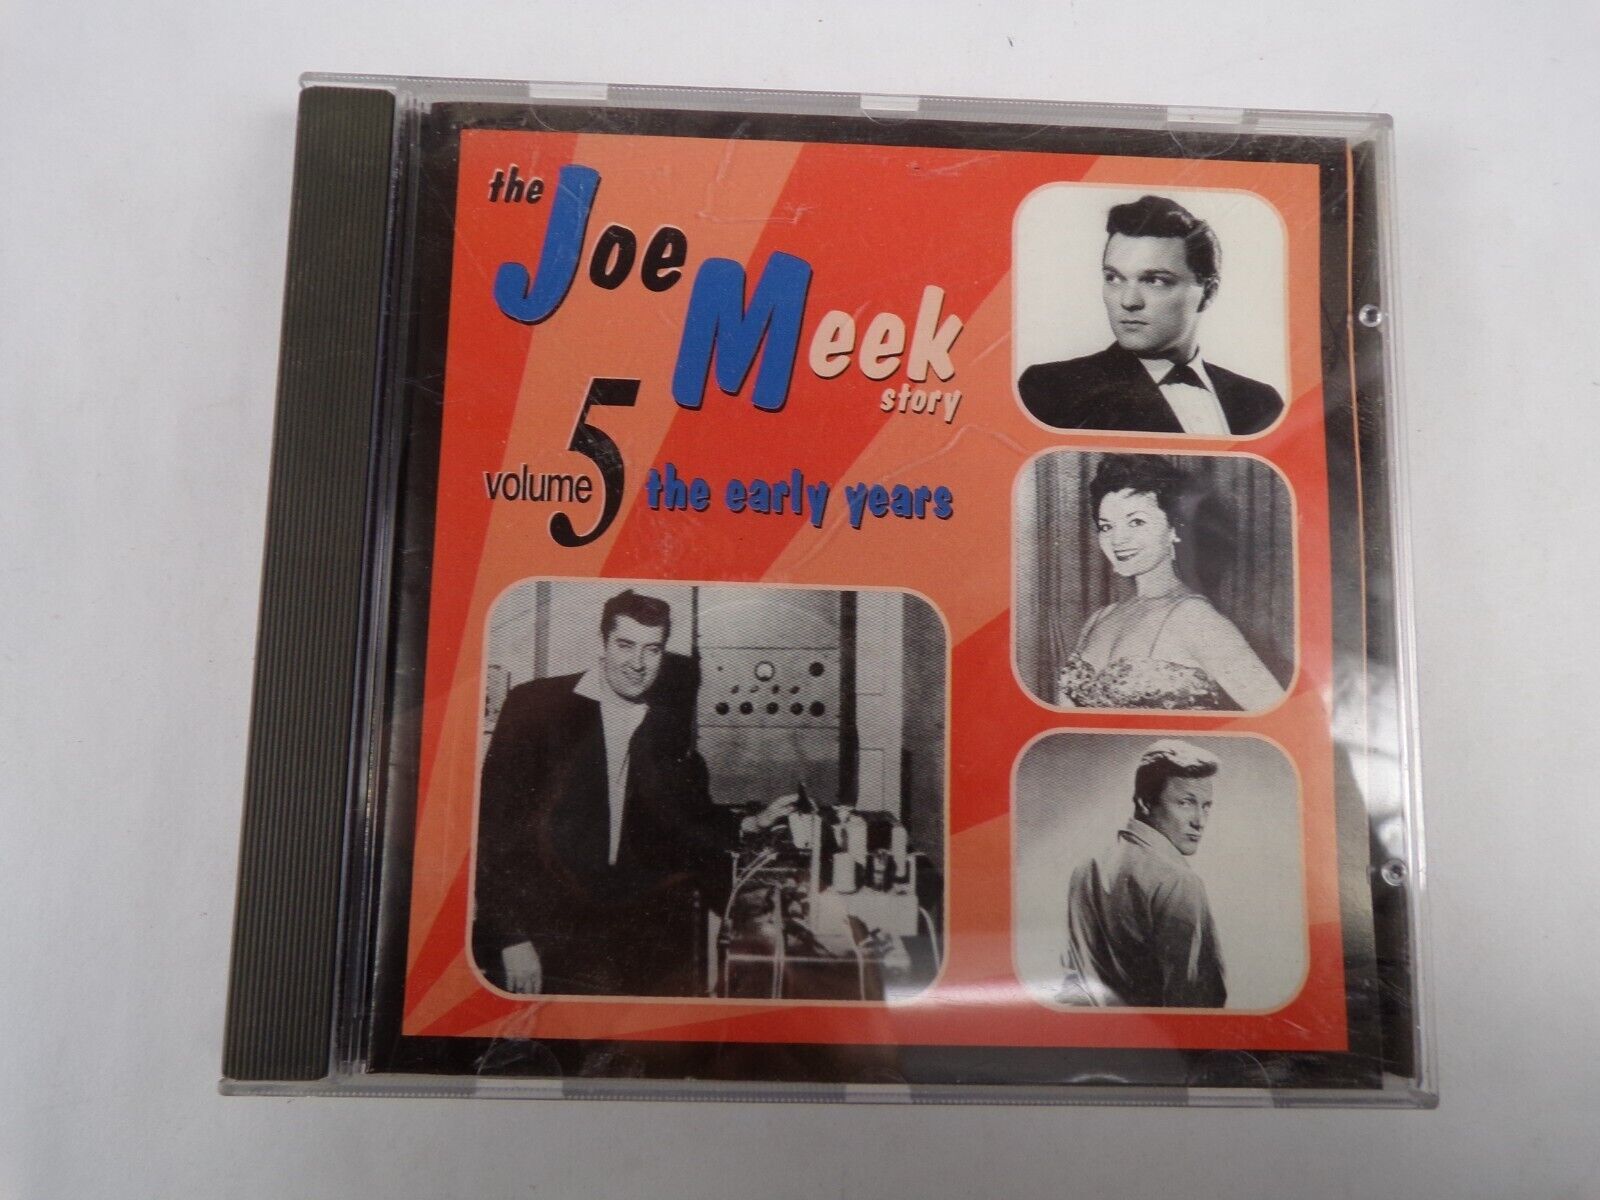 the
Joe
Meek
story
volume 5 the early years